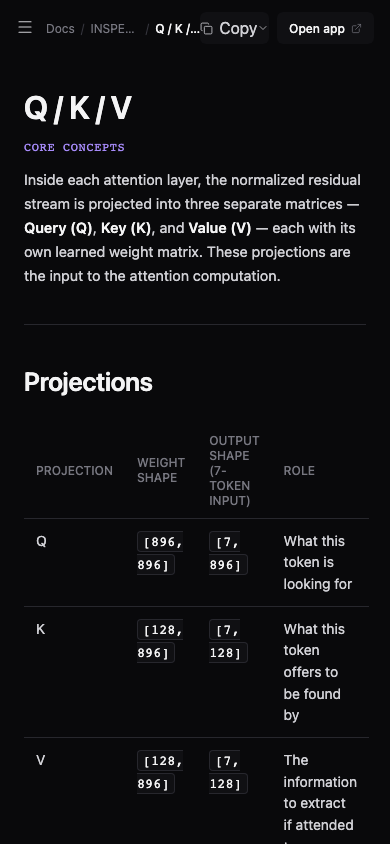 Docs / INSPE... / Q / K /... Copy Open app
Q / K / V
CORE CONCEPTS
Inside each attention layer, the normalized residual
stream is projected into three separate matrices —
Query (Q), Key (K), and Value (V) — each with its
own learned weight matrix. These projections are
the input to the attention computation.
Projections
PROJECTION WEIGHT SHAPE OUTPUT SHAPE (7-TOKEN INPUT) ROLE
Q [896, 896] [7, 896] What this token is looking for
K [128, 896] [7, 128] What this token offers to be found by
V [128, 896] [7, 128] The information to extract if attended